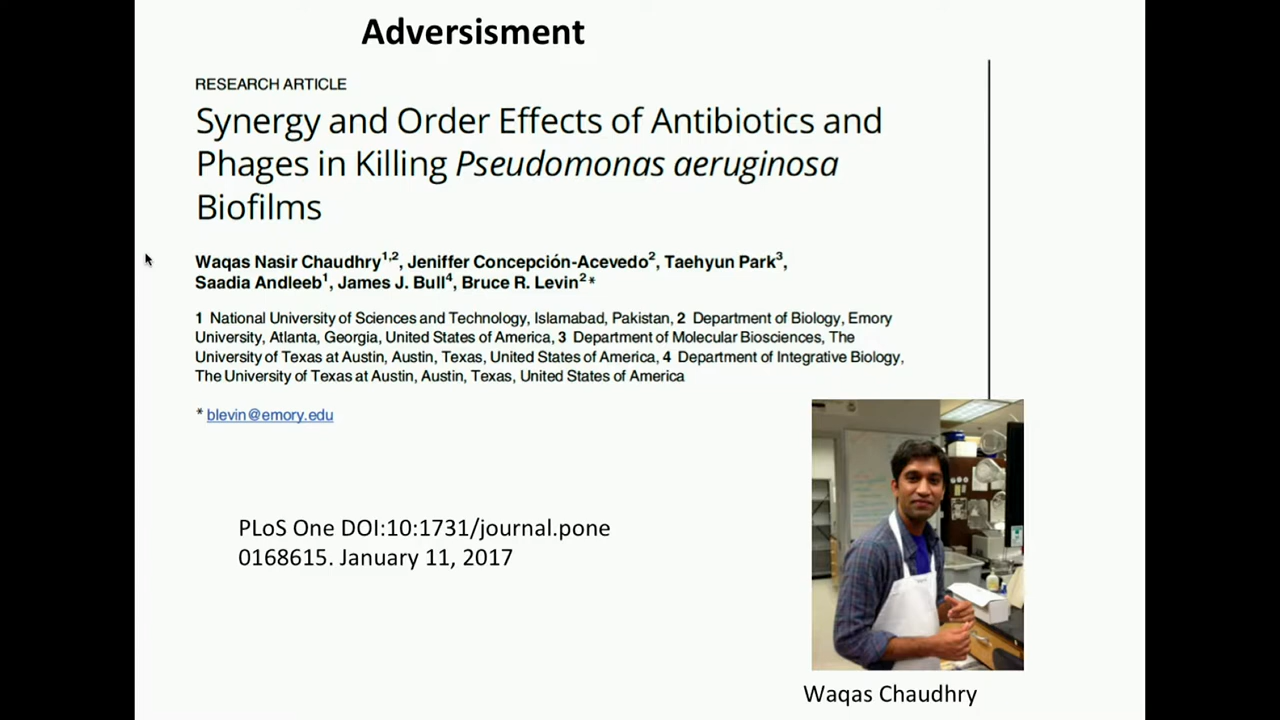 Adversisment
RESEARCH ARTICLE
Synergy and Order Effects of Antibiotics and
Phages in Killing Pseudomonas aeruginosa
Biofilms
Waqas Nasir Chaudhry1,2, Jeniffer Concepción-Acevedo2, Taehyun Park3,
Saadia Andleeb1, James J. Bull4, Bruce R. Levin2*
1 National University of Sciences and Technology, Islamabad, Pakistan, 2 Department of Biology, Emory
University, Atlanta, Georgia, United States of America, 3 Department of Molecular Biosciences, The
University of Texas at Austin, Austin, Texas, United States of America, 4 Department of Integrative Biology,
The University of Texas at Austin, Austin, Texas, United States of America
* blevin@emory.edu
PLoS One DOI:10:1731/journal.pone
0168615. January 11, 2017
Waqas Chaudhry